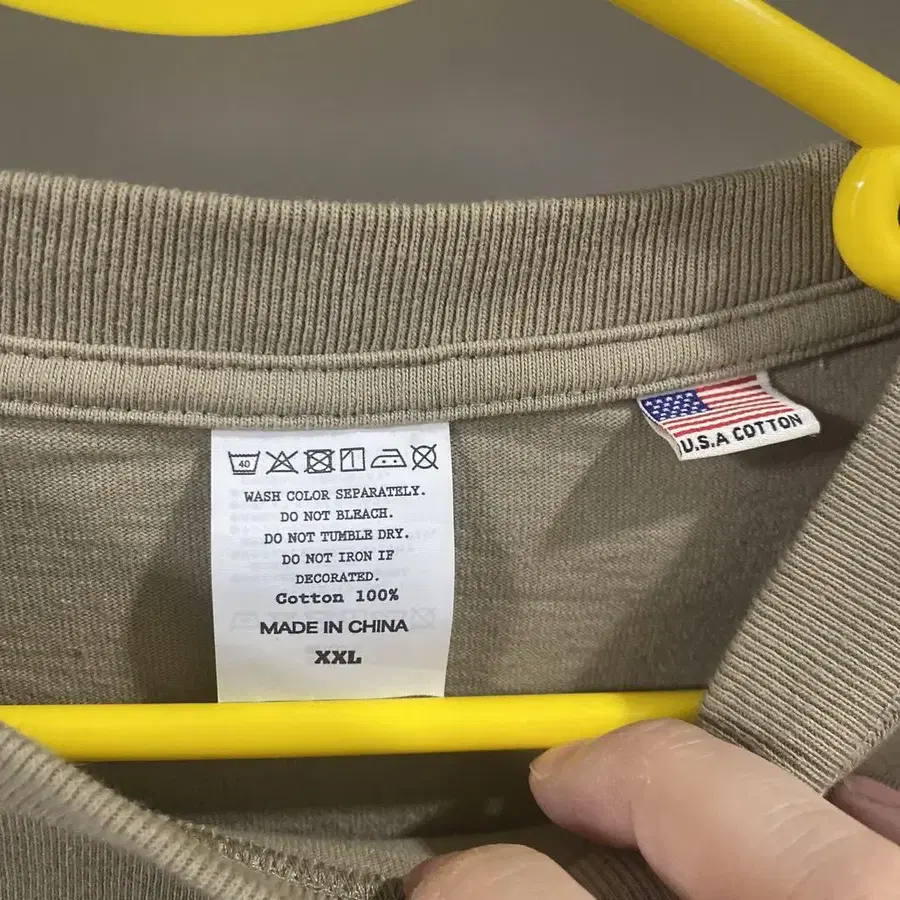 40
WASH COLOR SEPARATELY.
DO NOT BLEACH.
DO NOT TUMBLE DRY.
DO NOT IRON IF
DECORATED.
Cotton 100%
MADE IN CHINA
XXL
U.S.A COTTON